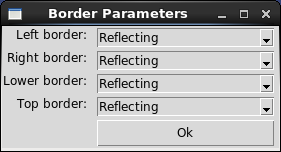 Border Parameters
Left border: Reflecting
Right border: Reflecting
Lower border: Reflecting
Top border: Reflecting
Ok